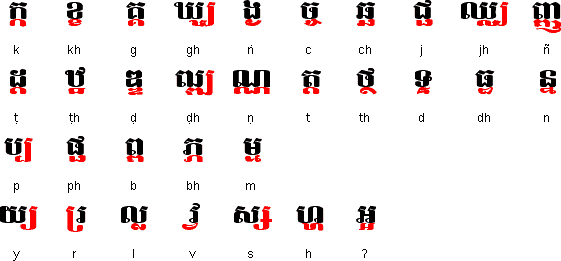 ក្ក ខ្ខ គ្គ ឃ្ឃ ង្ង ច្ច ឆ្ឆ ជ្ជ ឈ្ឈ ញ្ញ
k kh g gh ṅ c ch j jh ñ
ដ្ដ ឋ្ឋ ឌ្ឌ ឍ្ឍ ណ្ណ ត្ត ថ្ថ ទ្ទ ធ្ធ ន្ន
ṭ ṭh ḍ ḍh ṇ t th d dh n
ប្ប ផ្ផ ព្ព ភ្ភ ម្ម
p ph b bh m
យ្យ រ្រ ល្ល វ្វ ស្ស ហ្ហ អ្អ
y r l v s h ʔ